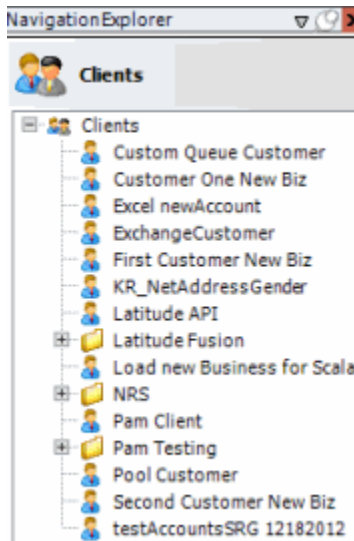 NavigationExplorer
Clients
Clients
Custom Queue Customer
Customer One New Biz
Excel newAccount
ExchangeCustomer
First Customer New Biz
KR_NetAddressGender
Latitude API
Latitude Fusion
Load new Business for Scala
NRS
Pam Client
Pam Testing
Pool Customer
Second Customer New Biz
testAccountsSRG 12182012